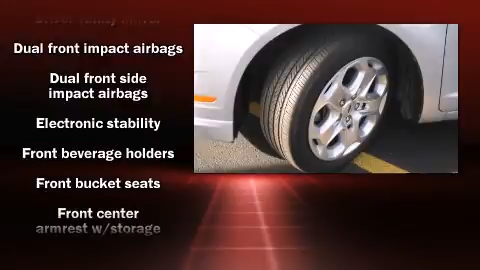 Dual front impact airbags
Dual front side
impact airbags
Electronic stability
Front beverage holders
Front bucket seats
Front center
armrest w/storage